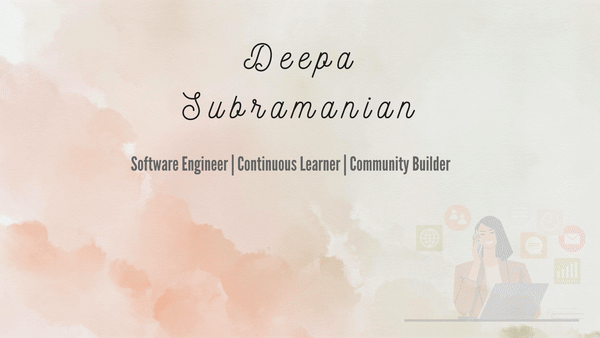 Deepa
Subramanian
Software Engineer | Continuous Learner | Community Builder